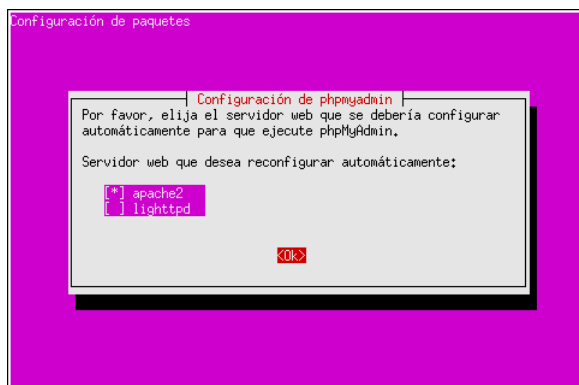 Configuración de paquetes
Configuración de phpmyadmin
Por favor, elija el servidor web que se debería configurar
automáticamente para que ejecute phpMyAdmin.
Servidor web que desea reconfigurar automáticamente:
[*] apache2
[ ] lighttpd
<Ok>